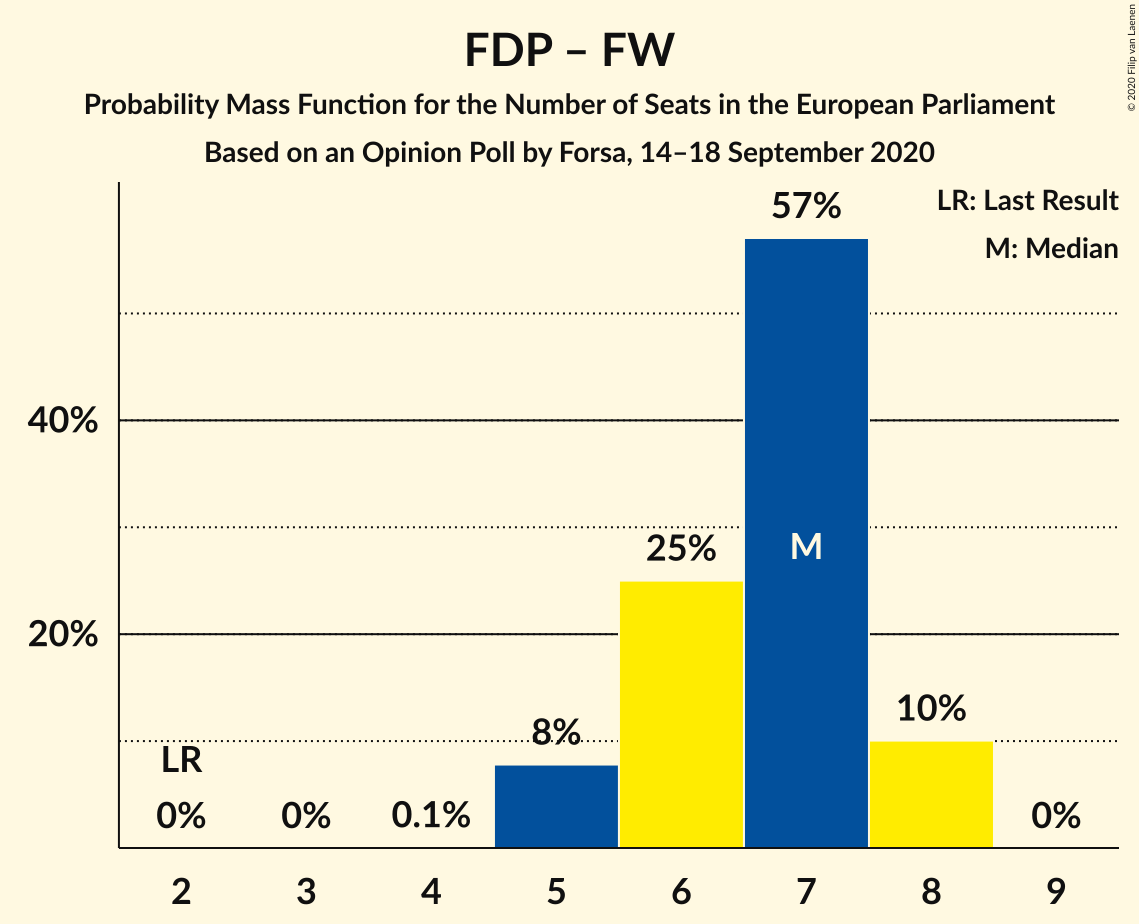 FDP – FW
Probability Mass Function for the Number of Seats in the European Parliament
Based on an Opinion Poll by Forsa, 14–18 September 2020
© 2020 Filip van Laenen
LR: Last Result
M: Median
57%
40%
25%
M
20%
10%
8%
LR
0%
0%
0.1%
0%
2 3 4 5 6 7 8 9